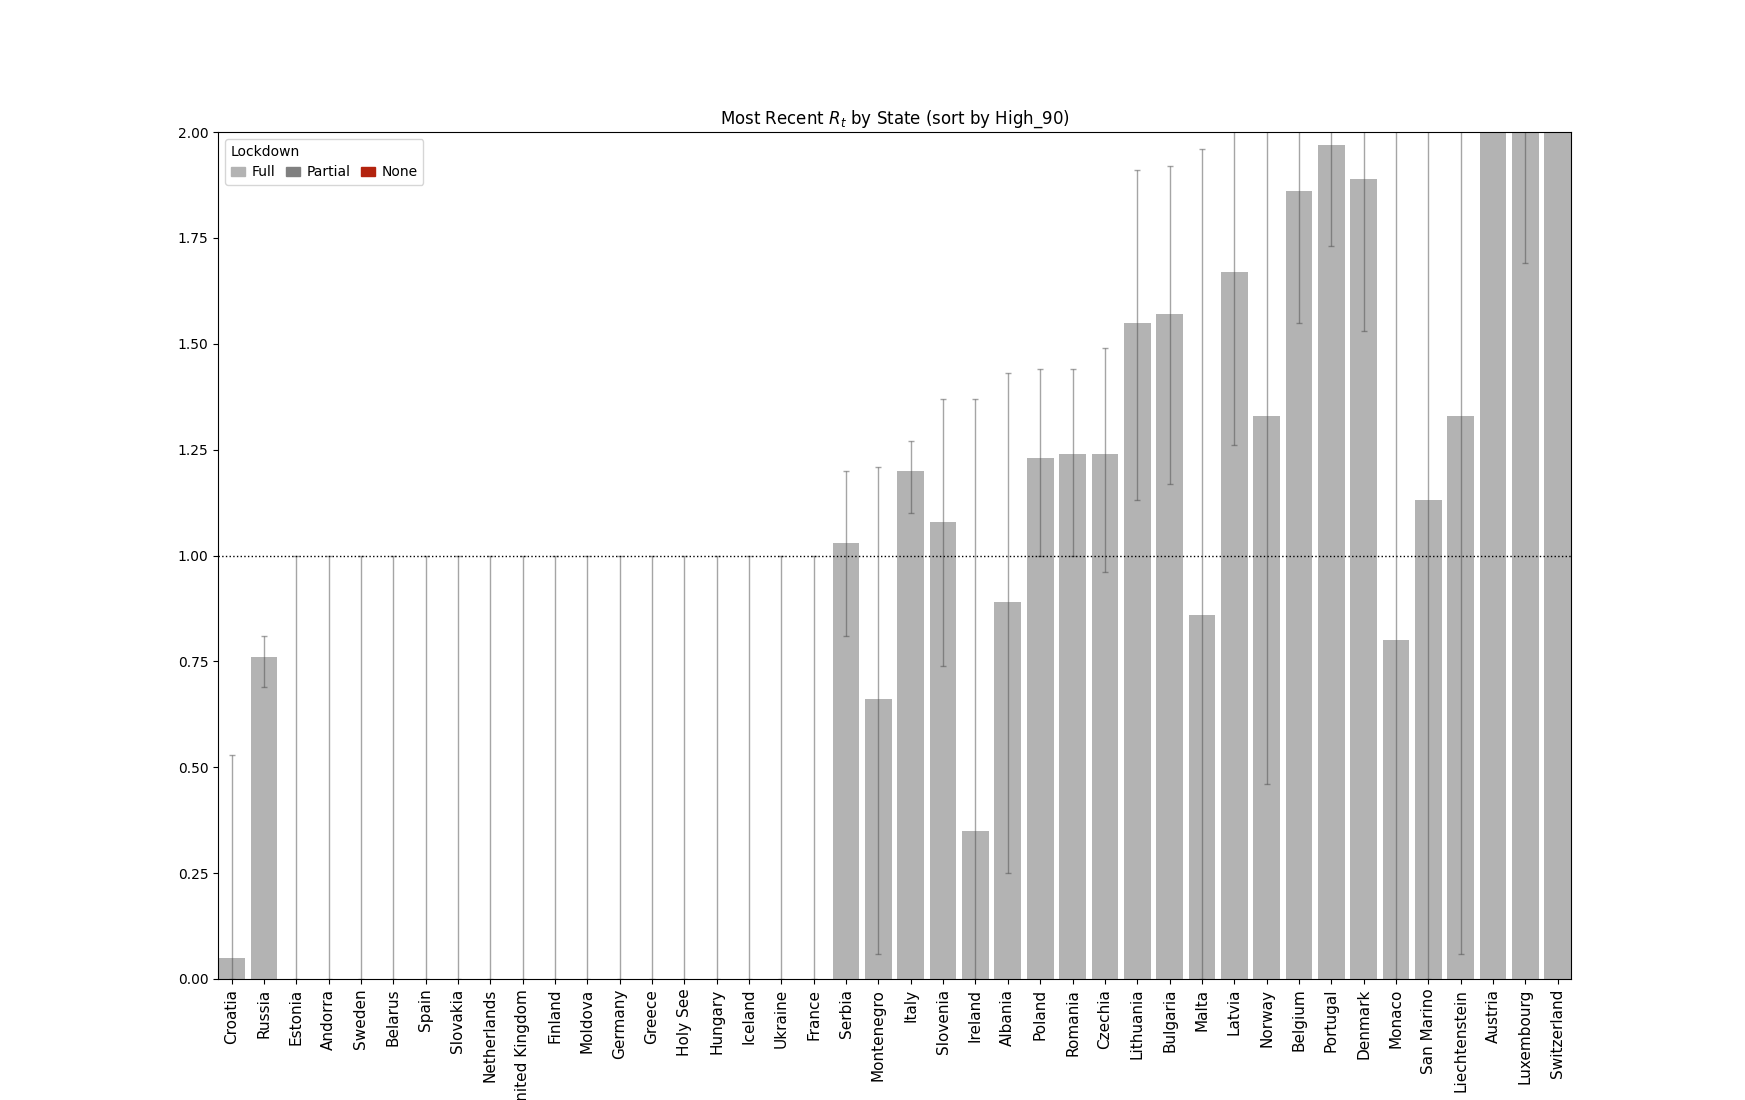 Most Recent R_t by State (sort by High_90)
Lockdown
Full Partial None
2.00
1.75
1.50
1.25
1.00
0.75
0.50
0.25
0.00
Croatia
Russia
Estonia
Andorra
Sweden
Belarus
Spain
Slovakia
Netherlands
nited Kingdom
Finland
Moldova
Germany
Greece
Holy See
Hungary
Iceland
Ukraine
France
Serbia
Montenegro
Italy
Slovenia
Ireland
Albania
Poland
Romania
Czechia
Lithuania
Bulgaria
Malta
Latvia
Norway
Belgium
Portugal
Denmark
Monaco
San Marino
Liechtenstein
Austria
Luxembourg
Switzerland